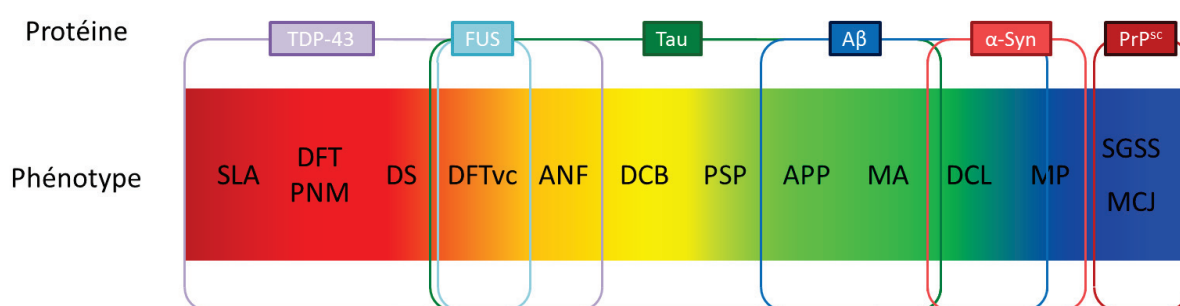 Protéine TDP-43 FUS Tau Aβ α-Syn PrPˢᶜ
Phénotype SLA DFT PNM DS DFTvc ANF DCB PSP APP MA DCL MP SGSS MCJ